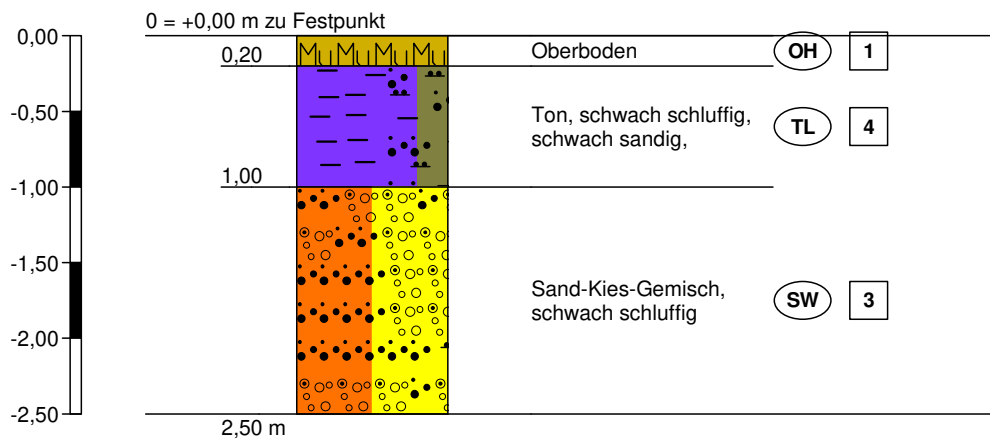 0 = +0,00 m zu Festpunkt
0,00
0,20
Mu Mu Mu Mu
Oberboden
OH
1
-0,50
Ton, schwach schluffig,
schwach sandig,
TL
4
-1,00
1,00
-1,50
Sand-Kies-Gemisch,
schwach schluffig
SW
3
-2,00
-2,50
2,50 m